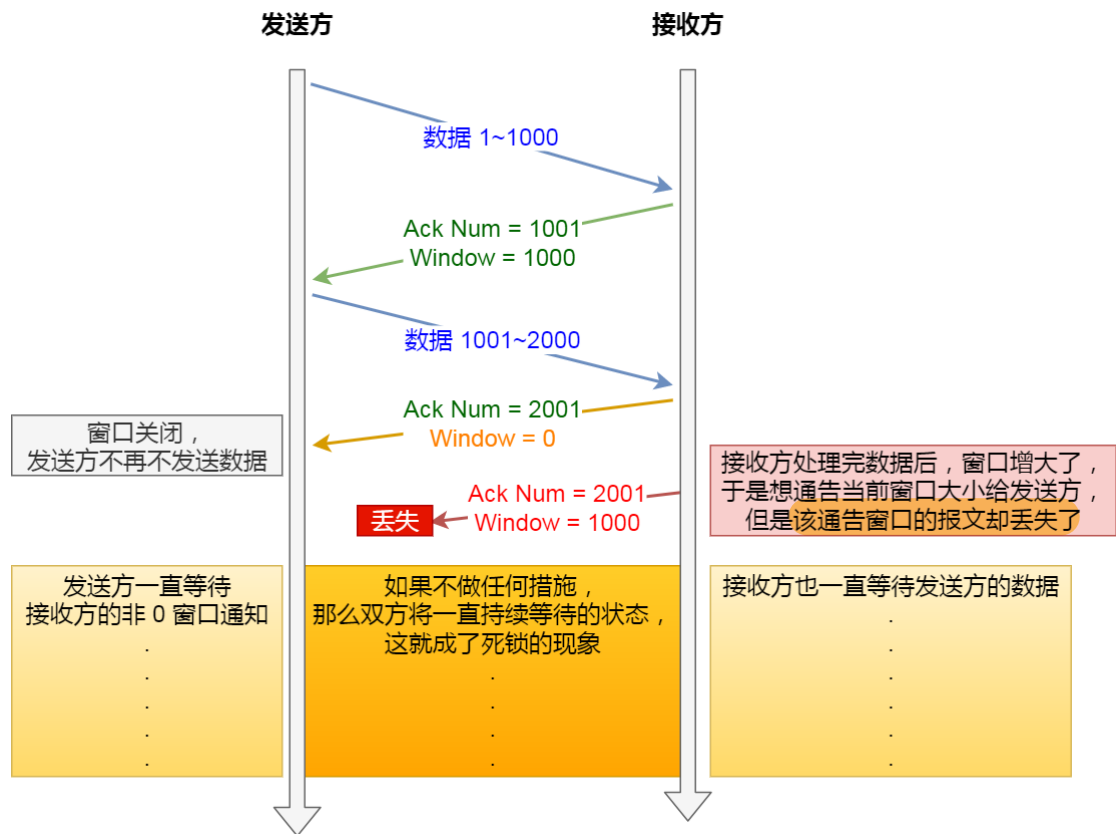 发送方
接收方
数据 1~1000
Ack Num = 1001
Window = 1000
数据 1001~2000
Ack Num = 2001
Window = 0
窗口关闭，
发送方不再不发送数据
Ack Num = 2001
Window = 1000
丢失
接收方处理完数据后，窗口增大了，
于是想通告当前窗口大小给发送方，
但是该通告窗口的报文却丢失了
发送方一直等待
接收方的非 0 窗口通知
.
.
.
.
.
如果不做任何措施，
那么双方将一直持续等待的状态，
这就成了死锁的现象
.
.
.
.
接收方也一直等待发送方的数据
.
.
.
.
.
.